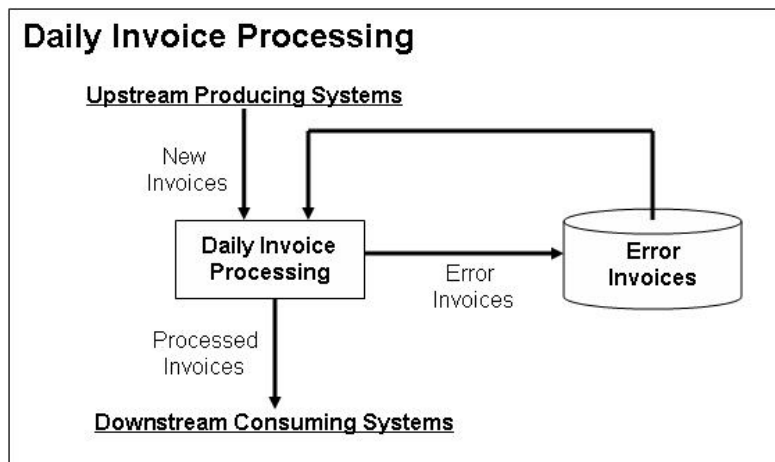 Daily Invoice Processing
Upstream Producing Systems
New
Invoices
Daily Invoice
Processing
Error
Invoices
Error
Invoices
Processed
Invoices
Downstream Consuming Systems